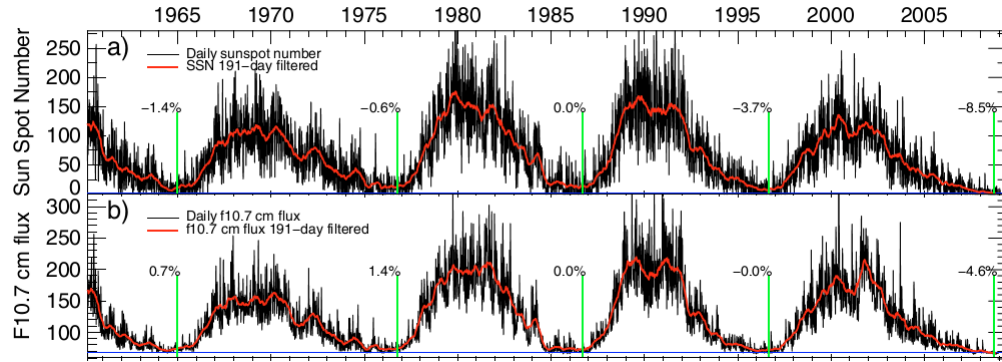 1965 1970 1975 1980 1985 1990 1995 2000 2005
Sun Spot Number
250
200
150
100
50
0
a)
Daily sunspot number
SSN 191-day filtered
-1.4% -0.6% 0.0% -3.7% -8.5%
F10.7 cm flux
300
250
200
150
100
b)
Daily f10.7 cm flux
f10.7 cm flux 191-day filtered
0.7% 1.4% 0.0% -0.0% -4.6%